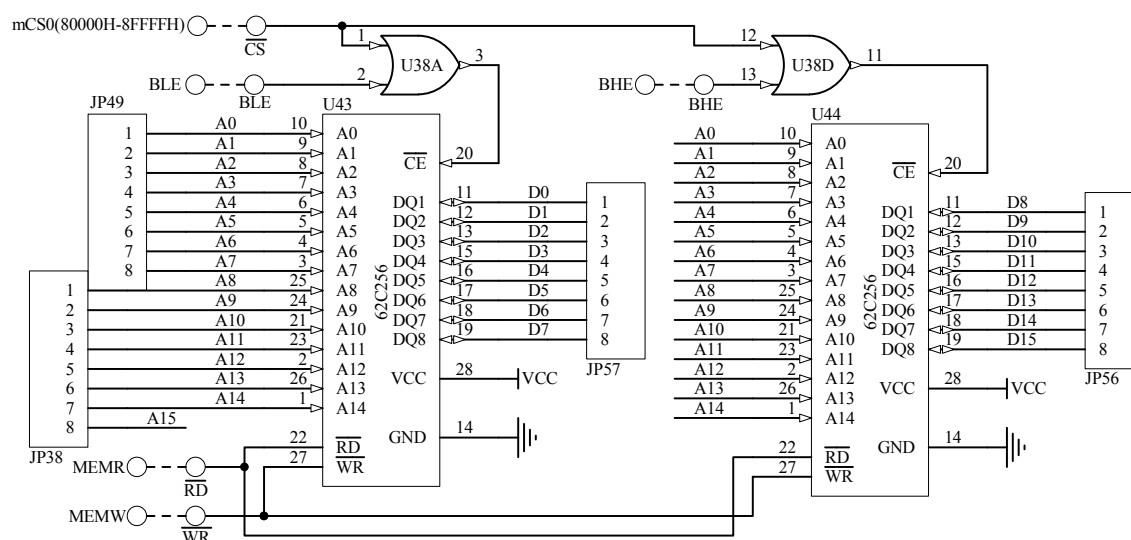 mCS0(80000H-8FFFFH)
CS
1
2
U38A
3
12
13
U38D
11
BLE
BLE
BHE
BHE
JP49
1
2
3
4
5
6
7
8
A0 10
A1 9
A2 8
A3 7
A4 6
A5 5
A6 4
A7 3
A8 25
A9 24
A10 21
A11 23
A12 2
A13 26
A14 1
A15
1
2
3
4
5
6
7
8
JP38
U43
A0
A1
A2
A3
A4
A5
A6
A7
A8
A9
A10
A11
A12
A13
A14
RD
WR
22
27
62C256
CE
20
DQ1 11 D0
DQ2 12 D1
DQ3 13 D2
DQ4 15 D3
DQ5 16 D4
DQ6 17 D5
DQ7 18 D6
DQ8 19 D7
VCC 28 VCC
GND 14
1
2
3
4
5
6
7
8
JP57
MEMR
RD
MEMW
WR
A0 10
A1 9
A2 8
A3 7
A4 6
A5 5
A6 4
A7 3
A8 25
A9 24
A10 21
A11 23
A12 2
A13 26
A14 1
22
27
U44
A0
A1
A2
A3
A4
A5
A6
A7
A8
A9
A10
A11
A12
A13
A14
RD
WR
62C256
CE
20
DQ1 11 D8
DQ2 12 D9
DQ3 13 D10
DQ4 15 D11
DQ5 16 D12
DQ6 17 D13
DQ7 18 D14
DQ8 19 D15
VCC 28 VCC
GND 14
1
2
3
4
5
6
7
8
JP56